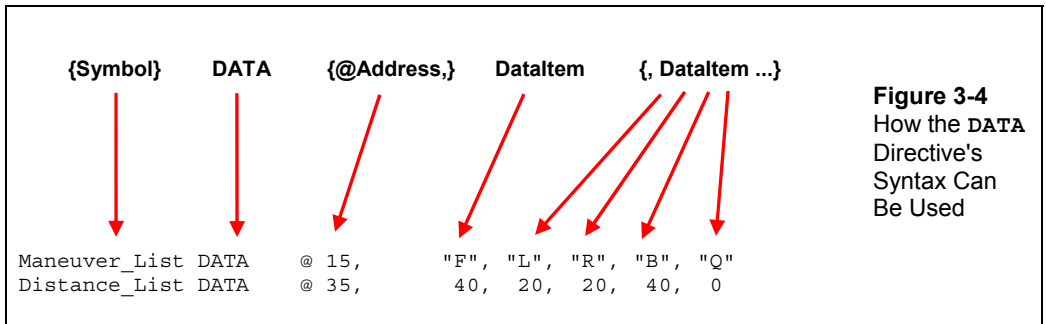 {Symbol} DATA {@Address,} DataItem {, DataItem ...}
Maneuver_List DATA @ 15, "F", "L", "R", "B", "Q"
Distance_List DATA @ 35, 40, 20, 20, 40, 0
Figure 3-4
How the DATA
Directive's
Syntax Can
Be Used